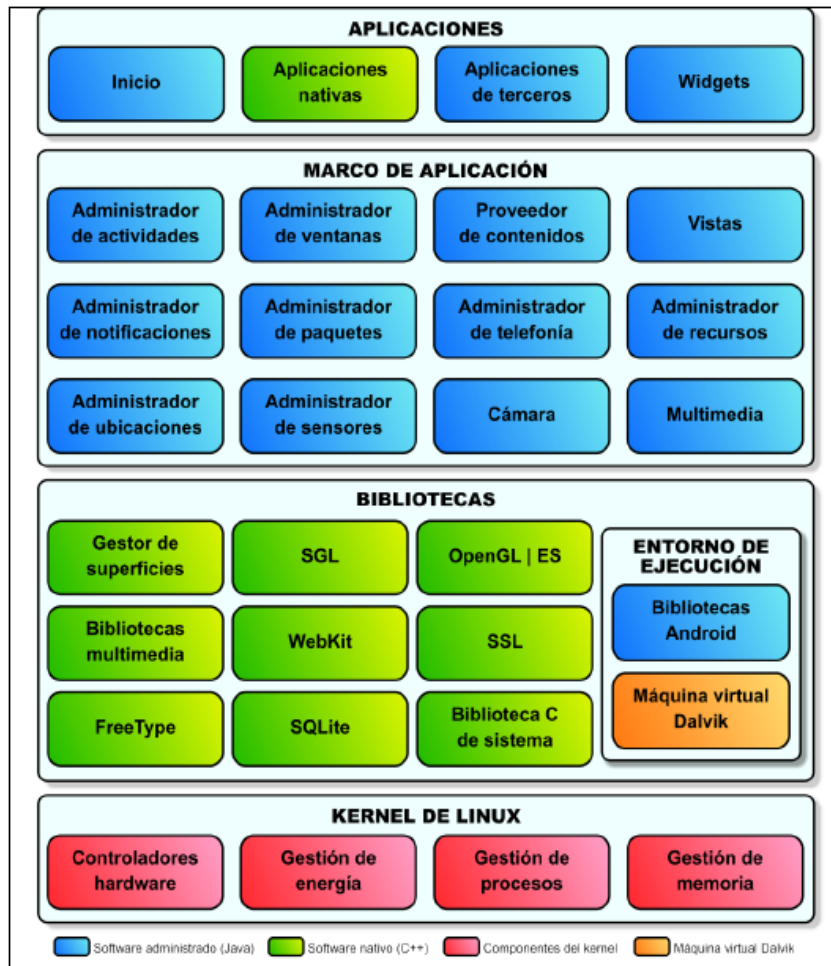 APLICACIONES
Inicio
Aplicaciones
nativas
Aplicaciones
de terceros
Widgets
MARCO DE APLICACIÓN
Administrador
de actividades
Administrador
de ventanas
Proveedor
de contenidos
Vistas
Administrador
de notificaciones
Administrador
de paquetes
Administrador
de telefonía
Administrador
de recursos
Administrador
de ubicaciones
Administrador
de sensores
Cámara
Multimedia
BIBLIOTECAS
Gestor de
superficies
SGL
OpenGL | ES
Bibliotecas
multimedia
WebKit
SSL
FreeType
SQLite
Biblioteca C
de sistema
ENTORNO DE
EJECUCIÓN
Bibliotecas
Android
Máquina virtual
Dalvik
KERNEL DE LINUX
Controladores
hardware
Gestión de
energía
Gestión de
procesos
Gestión de
memoria
Software administrado (Java)
Software nativo (C++)
Componentes del kernel
Máquina virtual Dalvik